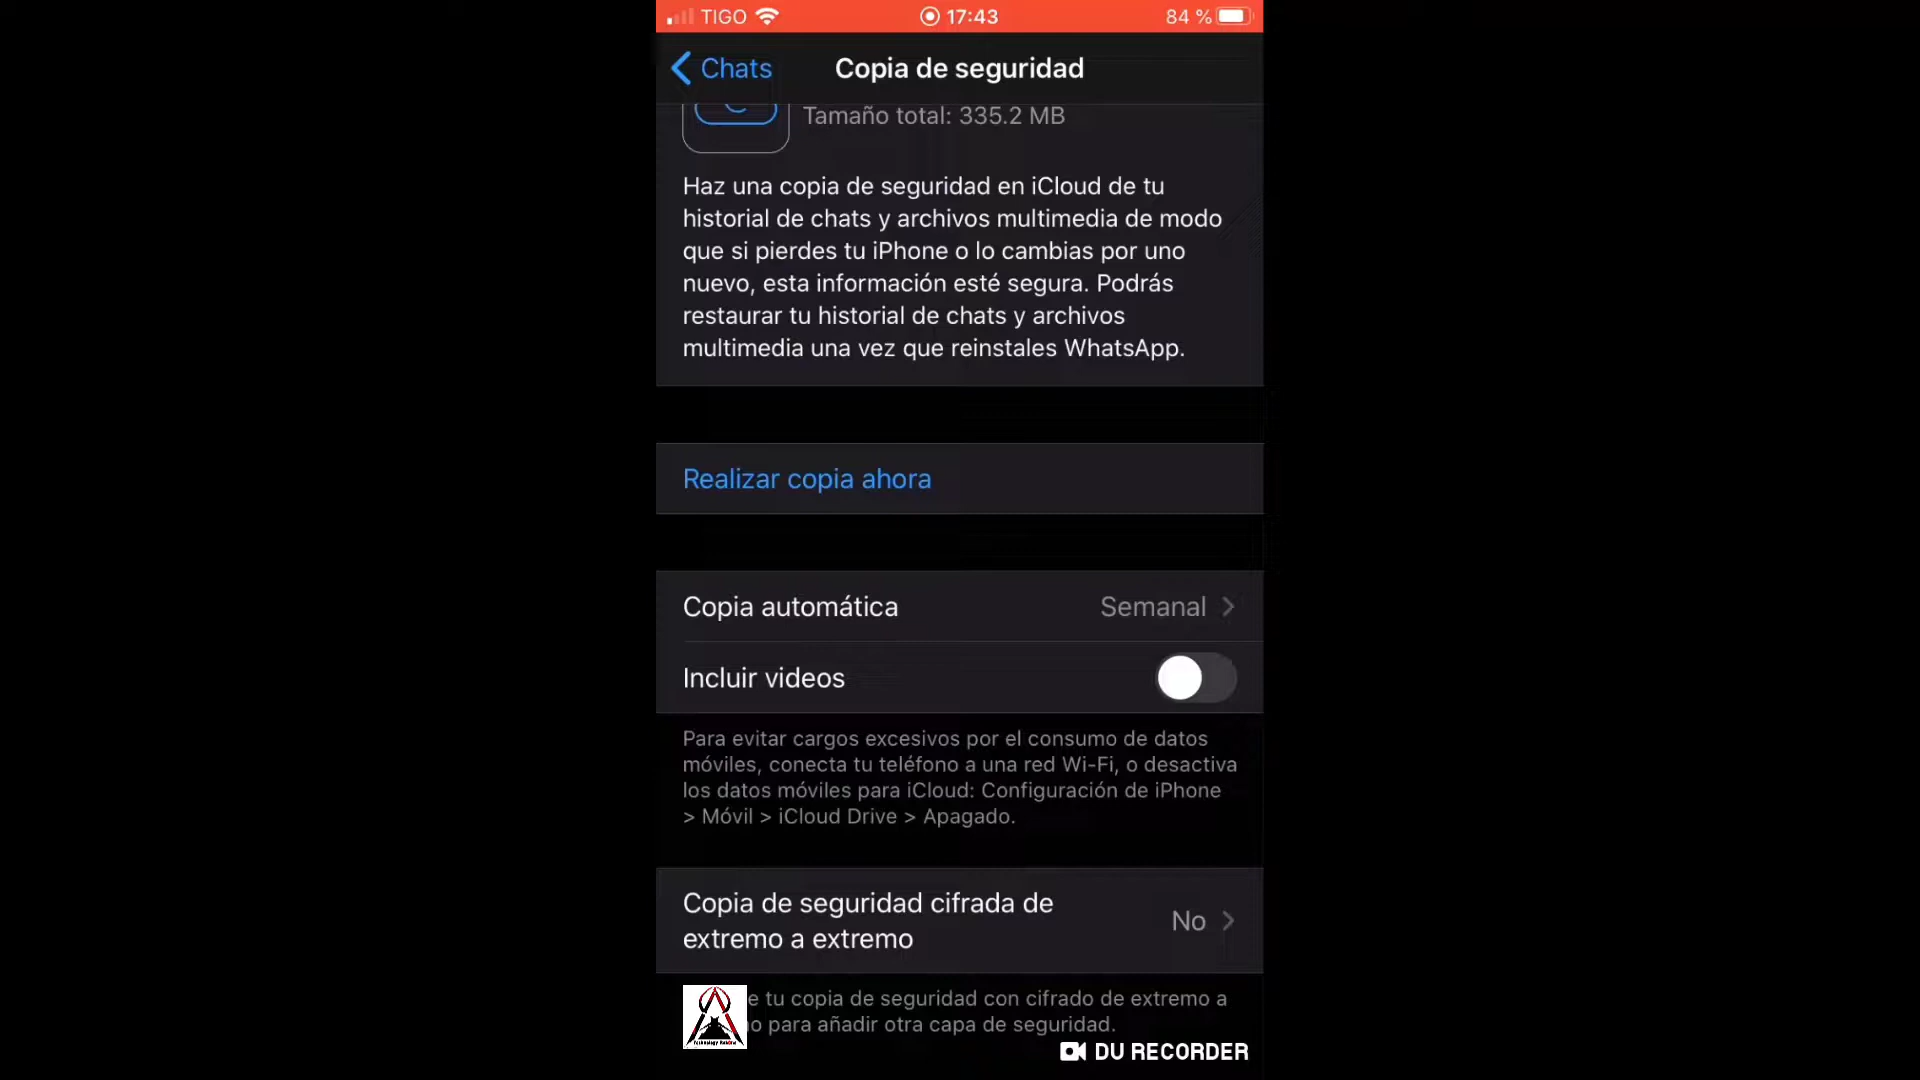 TIGO 17:43 84 %
Chats Copia de seguridad
Tamaño total: 335.2 MB
Haz una copia de seguridad en iCloud de tu
historial de chats y archivos multimedia de modo
que si pierdes tu iPhone o lo cambias por uno
nuevo, esta información esté segura. Podrás
restaurar tu historial de chats y archivos
multimedia una vez que reinstales WhatsApp.
Realizar copia ahora
Copia automática Semanal
Incluir videos
Para evitar cargos excesivos por el consumo de datos
móviles, conecta tu teléfono a una red Wi-Fi, o desactiva
los datos móviles para iCloud: Configuración de iPhone
> Móvil > iCloud Drive > Apagado.
Copia de seguridad cifrada de
extremo a extremo
No
tu copia de seguridad con cifrado de extremo a
para añadir otra capa de seguridad.
DU RECORDER